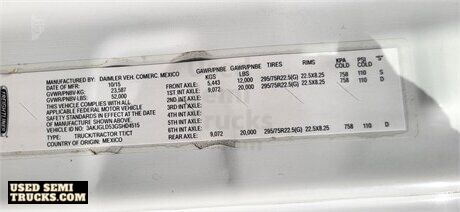 MANUFACTURED BY: DAIMLER VEH. COMERC. MEXICO
DATE OF MFR: 10/15
GVWR/PNBV-KG: 23,587
GVWR/PNBV-LBS: 52,000
THIS VEHICLE COMPLIES WITH ALL
APPLICABLE FEDERAL MOTOR VEHICLE
SAFETY STANDARDS IN EFFECT AT THE DATE
OF MANUFACTURE SHOWN ABOVE.
VEH ID NO: 3AKJGLD53GSHD4515
TYPE: TRUCK/TRACTOR TTCT
COUNTRY OF ORIGIN: MEXICO
GAWR/PNBE KGS GAWR/PNBE LBS TIRES RIMS KPA COLD PSI COLD
FRONT AXLE: 5,443 12,000 295/75R22.5(G) 22.5X8.25 758 110 S
1ST INT AXLE: 9,072 20,000 295/75R22.5(G) 22.5X8.25 758 110 D
2ND INT AXLE:
3RD INT AXLE:
4TH INT AXLE:
5TH INT AXLE:
6TH INT AXLE:
REAR AXLE: 9,072 20,000 295/75R22.5(G) 22.5X8.25 758 110 D
USED SEMI
TRUCKS.COM